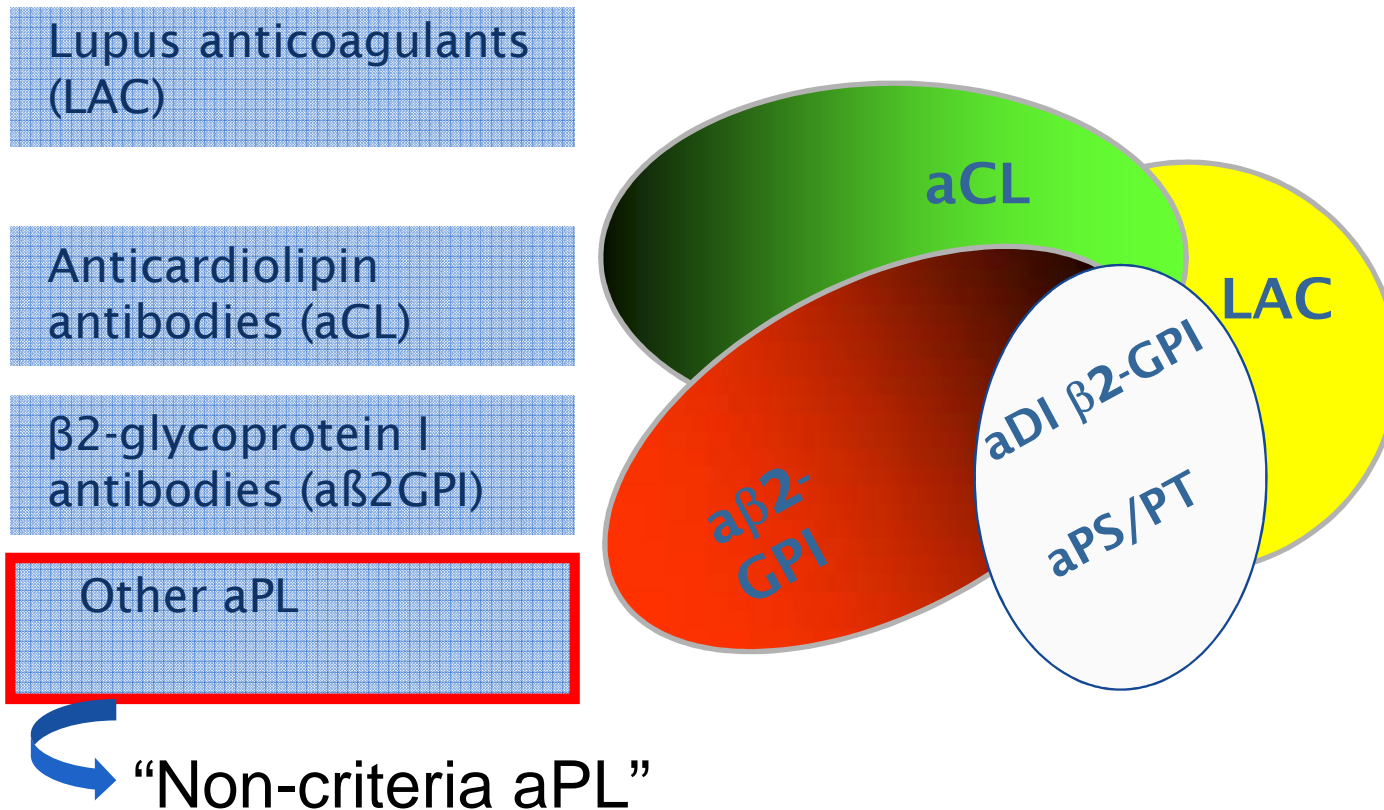 Lupus anticoagulants
(LAC)
Anticardiolipin
antibodies (aCL)
β2-glycoprotein I
antibodies (aß2GPI)
Other aPL
“Non-criteria aPL”
aCL
LAC
aDI β2-GPI
aPS/PT
aβ2-
GPI